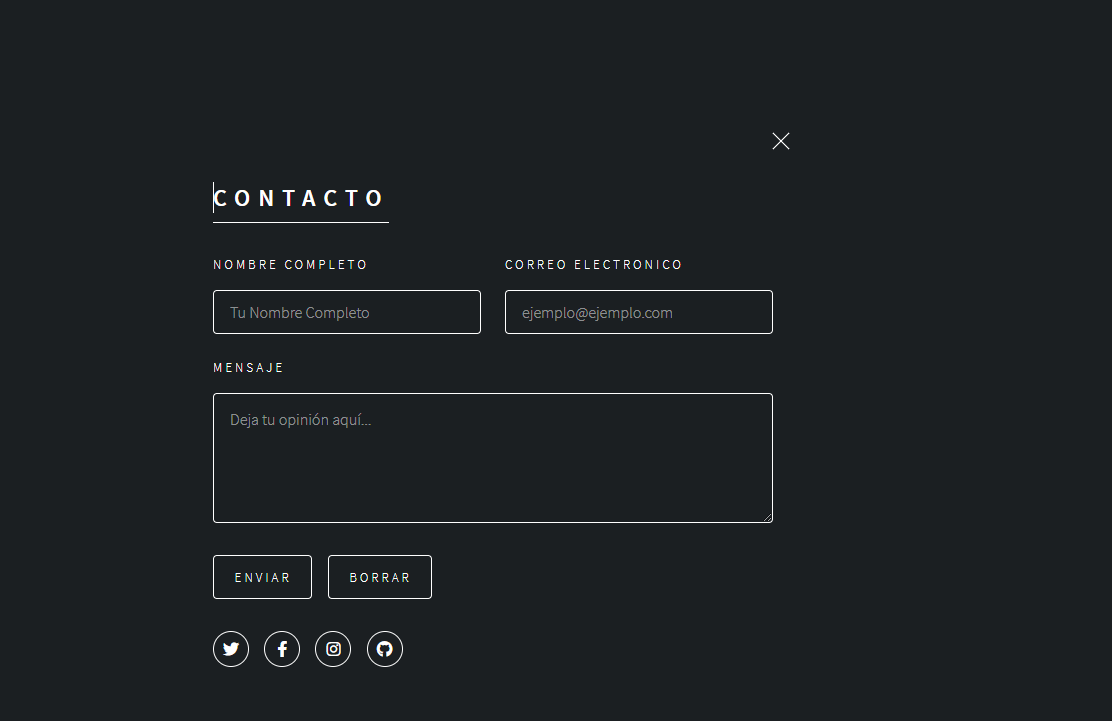 CONTACTO
NOMBRE COMPLETO
CORREO ELECTRONICO
Tu Nombre Completo
ejemplo@ejemplo.com
MENSAJE
Deja tu opinión aquí...
ENVIAR
BORRAR